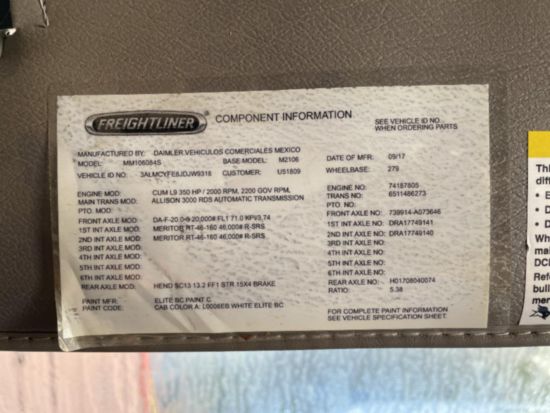 FREIGHTLINER COMPONENT INFORMATION
SEE VEHICLE ID NO.
WHEN ORDERING PARTS
MANUFACTURED BY: DAIMLER VEHICULOS COMERCIALES MEXICO DATE OF MFR: 09/17
MODEL: MM106084S BASE MODEL: M2106 WHEELBASE: 279
VEHICLE ID NO: CUSTOMER: US1809
ENGINE MOD: CUM L9 350 HP / 2000 RPM, 2200 GOV RPM, ENGINE NO: 74187805
MAIN TRANS MOD: ALLISON 3000 RDS AUTOMATIC TRANSMISSION TRANS NO: 6511486273
PTO. MOD: PTO. NO:
FRONT AXLE MOD: DA-F-20.0-5 20,000# FL1 71.0 KPI/3.74 FRONT AXLE NO: 739914-A073646
1ST INT AXLE MOD: MERITOR RT-46-160 46,000# R-SRS 1ST INT AXLE NO: DRA17749141
2ND INT AXLE MOD: MERITOR RT-46-160 46,000# R-SRS 2ND INT AXLE NO: DRA17749140
3RD INT AXLE MOD: 3RD INT AXLE NO:
4TH INT AXLE MOD: 4TH INT AXLE NO:
5TH INT AXLE MOD: 5TH INT AXLE NO:
6TH INT AXLE MOD: 6TH INT AXLE NO:
REAR AXLE MOD: HEND SC13 13.2 FF1 STR 15X4 BRAKE REAR AXLE NO: H01708040074
RATIO: 5.38
PAINT MFR: ELITE BC PAINT C
PAINT CODE: CAB COLOR A: L0006EB WHITE ELITE BC
FOR COMPLETE PAINT INFORMATION
SEE VEHICLE SPECIFICATION SHEET.